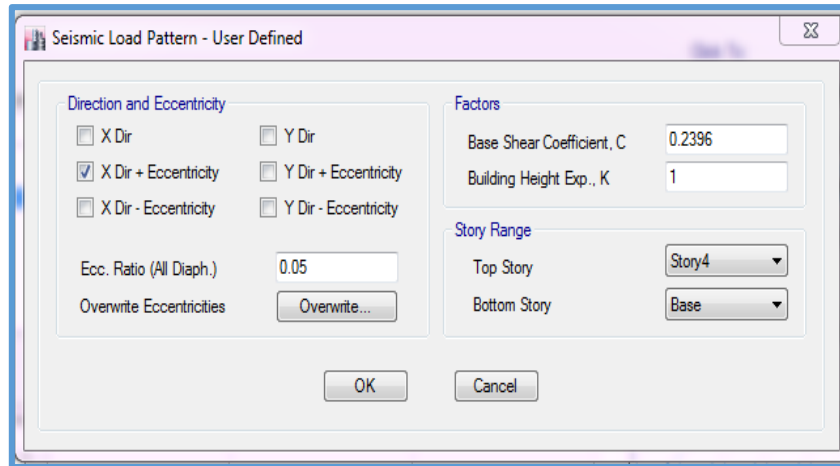 Seismic Load Pattern - User Defined
Direction and Eccentricity
X Dir
Y Dir
X Dir + Eccentricity
Y Dir + Eccentricity
X Dir - Eccentricity
Y Dir - Eccentricity
Ecc. Ratio (All Diaph.)
0.05
Overwrite Eccentricities
Overwrite...
Factors
Base Shear Coefficient, C
0.2396
Building Height Exp., K
1
Story Range
Top Story
Story4
Bottom Story
Base
OK
Cancel